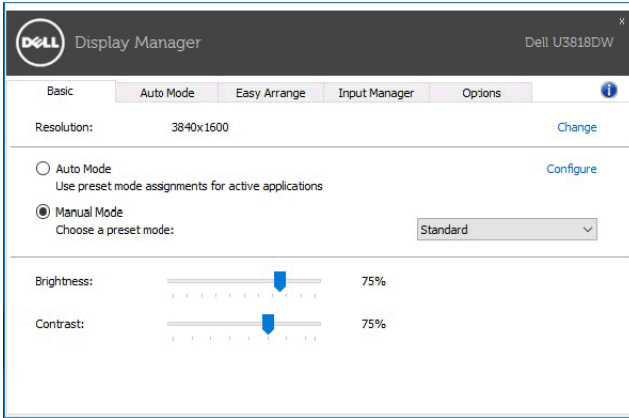 DELL Display Manager Dell U3818DW
x
Basic Auto Mode Easy Arrange Input Manager Options i
Resolution: 3840x1600 Change
Auto Mode Configure
Use preset mode assignments for active applications
Manual Mode
Choose a preset mode: Standard
Brightness: 75%
Contrast: 75%